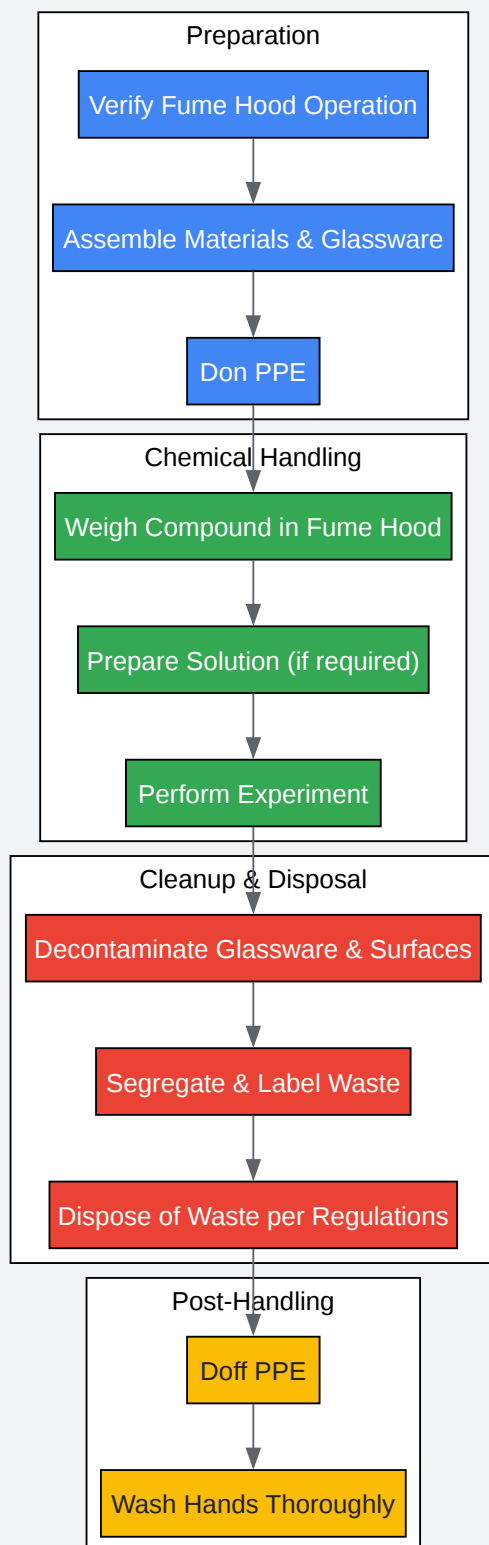 Preparation
Verify Fume Hood Operation
Assemble Materials & Glassware
Don PPE
Chemical Handling
Weigh Compound in Fume Hood
Prepare Solution (if required)
Perform Experiment
Cleanup & Disposal
Decontaminate Glassware & Surfaces
Segregate & Label Waste
Dispose of Waste per Regulations
Post-Handling
Doff PPE
Wash Hands Thoroughly